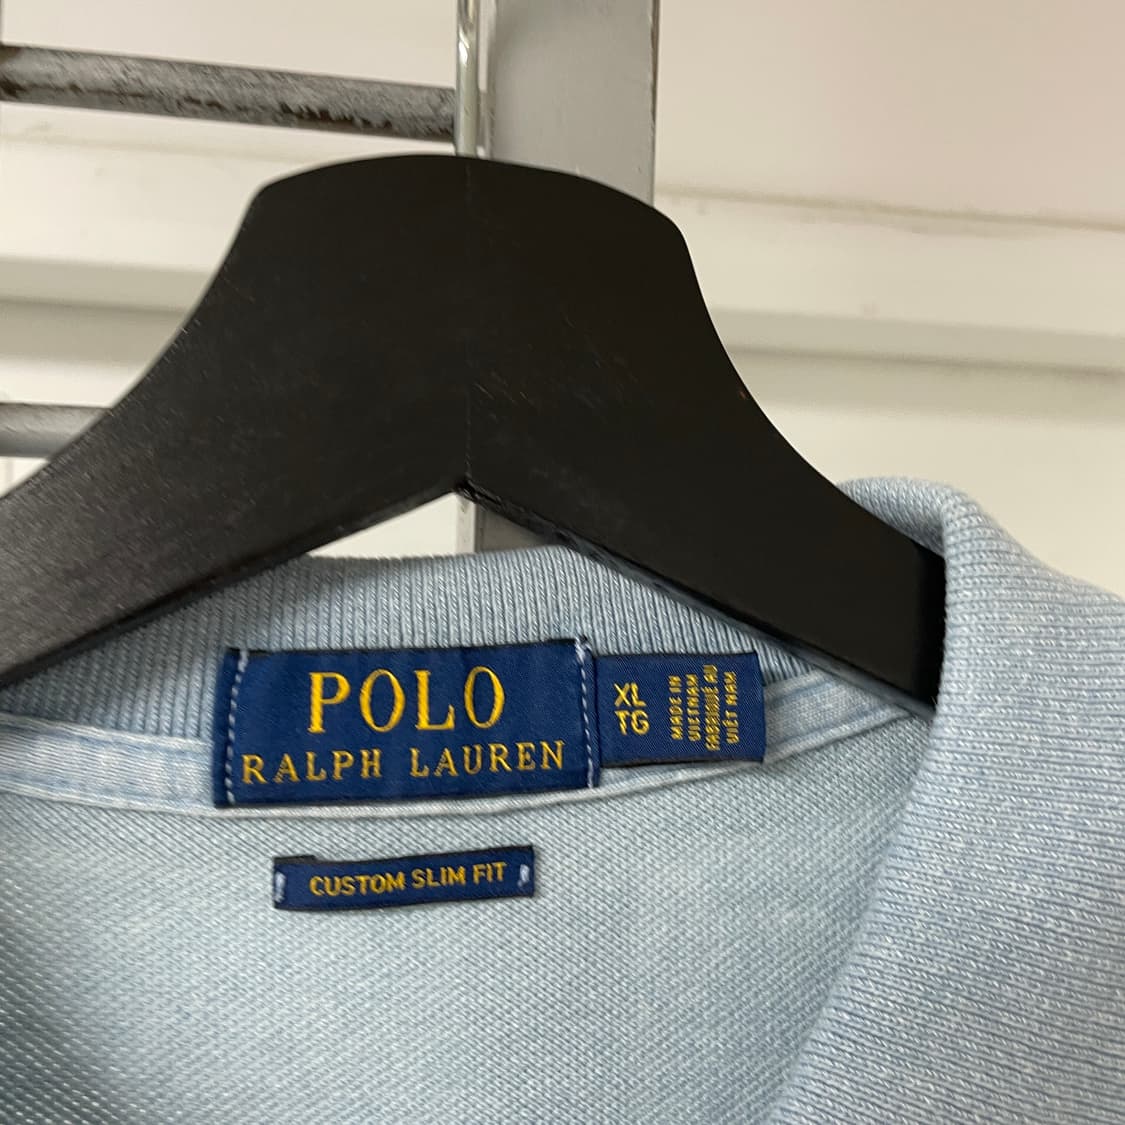 POLO
RALPH LAUREN
XL
TG
MADE IN
VIETNAM
FABRIQUÉ AU
VIÊT NAM
CUSTOM SLIM FIT